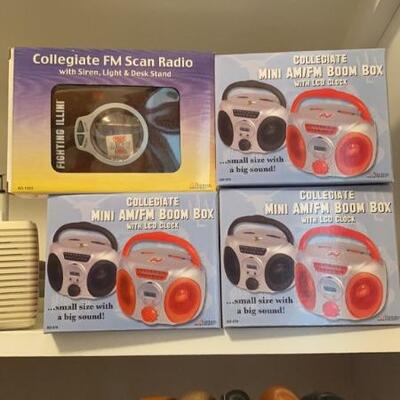 Collegiate FM Scan Radio
with Siren, Light & Desk Stand
FIGHTING ILLINI
COLLEGIATE
MINI AM/FM BOOM BOX
WITH LCD CLOCK
...small size with
a big sound!
COLLEGIATE
MINI AM/FM BOOM BOX
WITH LCD CLOCK
...small size with
a big sound!
COLLEGIATE
MINI AM/FM BOOM BOX
WITH LCD CLOCK
...small size with
a big sound!